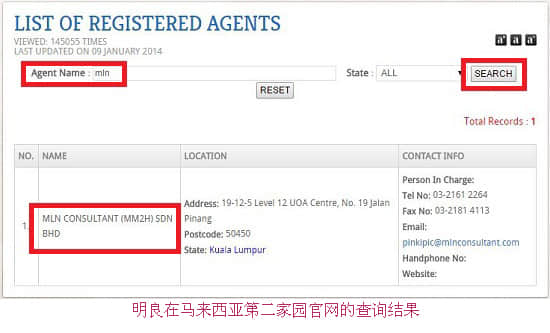 LIST OF REGISTERED AGENTS
VIEWED: 145055 TIMES
LAST UPDATED ON 09 JANUARY 2014
a+ a a-
Agent Name : mln State : ALL SEARCH
RESET
Total Records : 1
NO. NAME LOCATION CONTACT INFO
1. MLN CONSULTANT (MM2H) SDN
BHD
Address: 19-12-5 Level 12 UOA Centre, No. 19 Jalan
Pinang
Postcode: 50450
State: Kuala Lumpur
Person In Charge:
Tel No: 03-2161 2264
Fax No: 03-2181 4113
Email:
pinkipic@mlnconsultant.com
Handphone No:
Website:
明良在马来西亚第二家园官网的查询结果